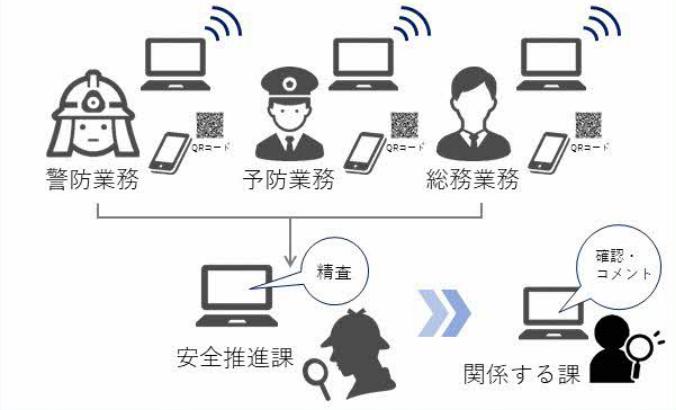 QRコード
QRコード
QRコード
警防業務
予防業務
総務業務
精査
確認・
コメント
安全推進課
関係する課